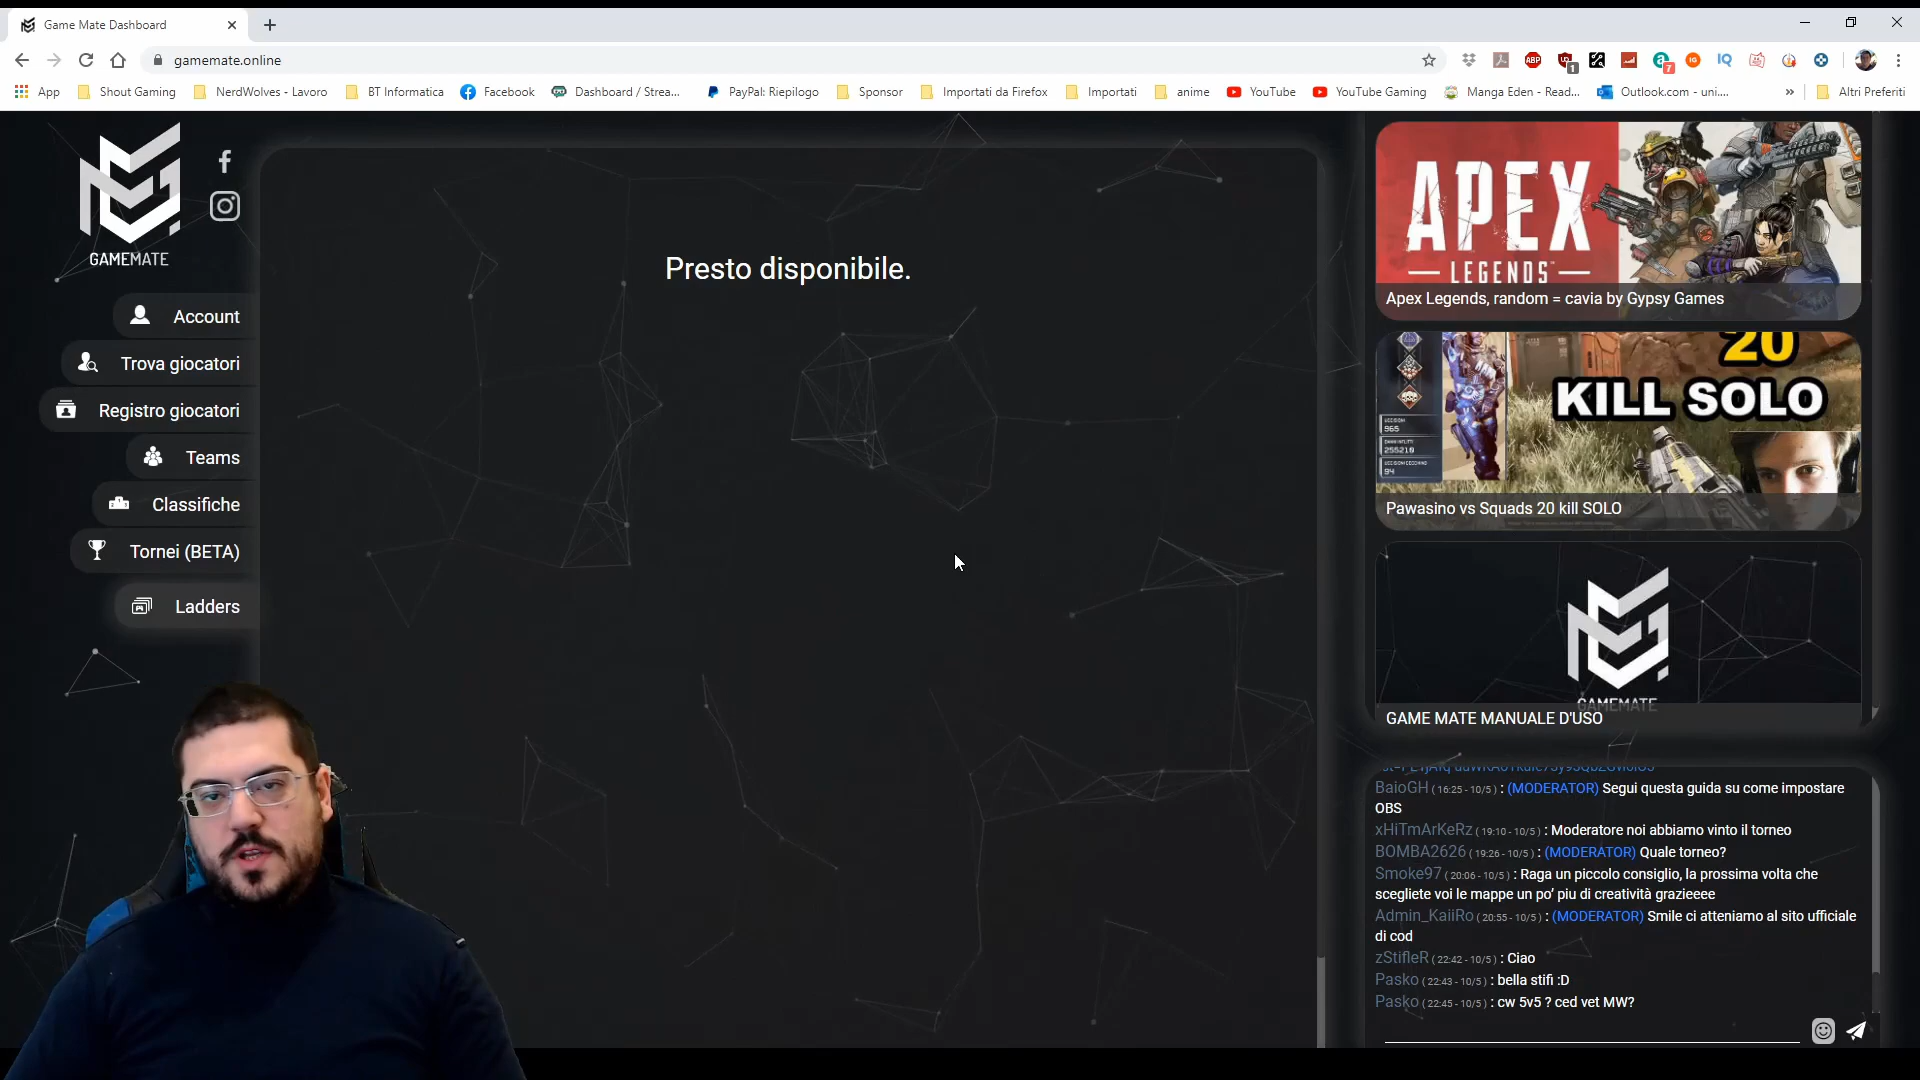 Game Mate Dashboard
gamemate.online
ABP
1
7
IQ
App
Shout Gaming
NerdWolves - Lavoro
BT Informatica
Facebook
Dashboard / Strea...
PayPal: Riepilogo
Sponsor
Importati da Firefox
Importati
anime
YouTube
YouTube Gaming
Manga Eden - Read...
Outlook.com - uni....
»
Altri Preferiti
GAMEMATE
Account
Trova giocatori
Registro giocatori
Teams
Classifiche
Tornei (BETA)
Ladders
Presto disponibile.
APEX
LEGENDS
Apex Legends, random = cavia by Gypsy Games
20
KILL SOLO
965
255210
94
Pawasino vs Squads 20 kill SOLO
GAMEMATE
GAME MATE MANUALE D'USO
BaioGH ( 16:25 - 10/5 ) : (MODERATOR) Segui questa guida su come impostare
OBS
xHiTmArKeRz ( 19:10 - 10/5 ) : Moderatore noi abbiamo vinto il torneo
BOMBA2626 ( 19:26 - 10/5 ) : (MODERATOR) Quale torneo?
Smoke97 ( 20:06 - 10/5 ) : Raga un piccolo consiglio, la prossima volta che
scegliete voi le mappe un po' piu di creatività grazieeee
Admin_KaiiRo ( 20:55 - 10/5 ) : (MODERATOR) Smile ci atteniamo al sito ufficiale
di cod
zStifleR ( 22:42 - 10/5 ) : Ciao
Pasko ( 22:43 - 10/5 ) : bella stifi :D
Pasko ( 22:45 - 10/5 ) : cw 5v5 ? ced vet MW?